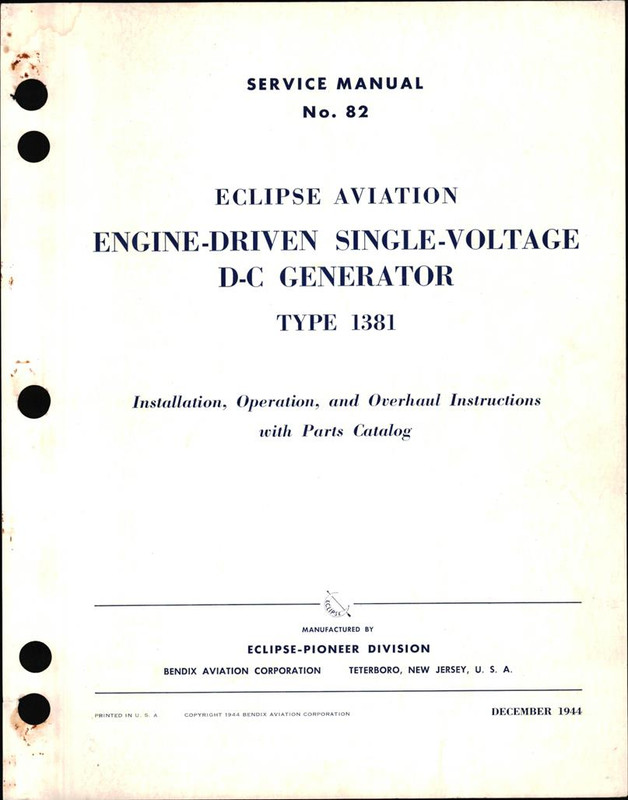 SERVICE MANUAL
No. 82
ECLIPSE AVIATION
ENGINE-DRIVEN SINGLE-VOLTAGE
D-C GENERATOR
TYPE 1381
Installation, Operation, and Overhaul Instructions
with Parts Catalog
ECLIPSE
MANUFACTURED BY
ECLIPSE-PIONEER DIVISION
BENDIX AVIATION CORPORATION TETERBORO, NEW JERSEY, U. S. A.
PRINTED IN U. S. A COPYRIGHT 1944 BENDIX AVIATION CORPORATION DECEMBER 1944